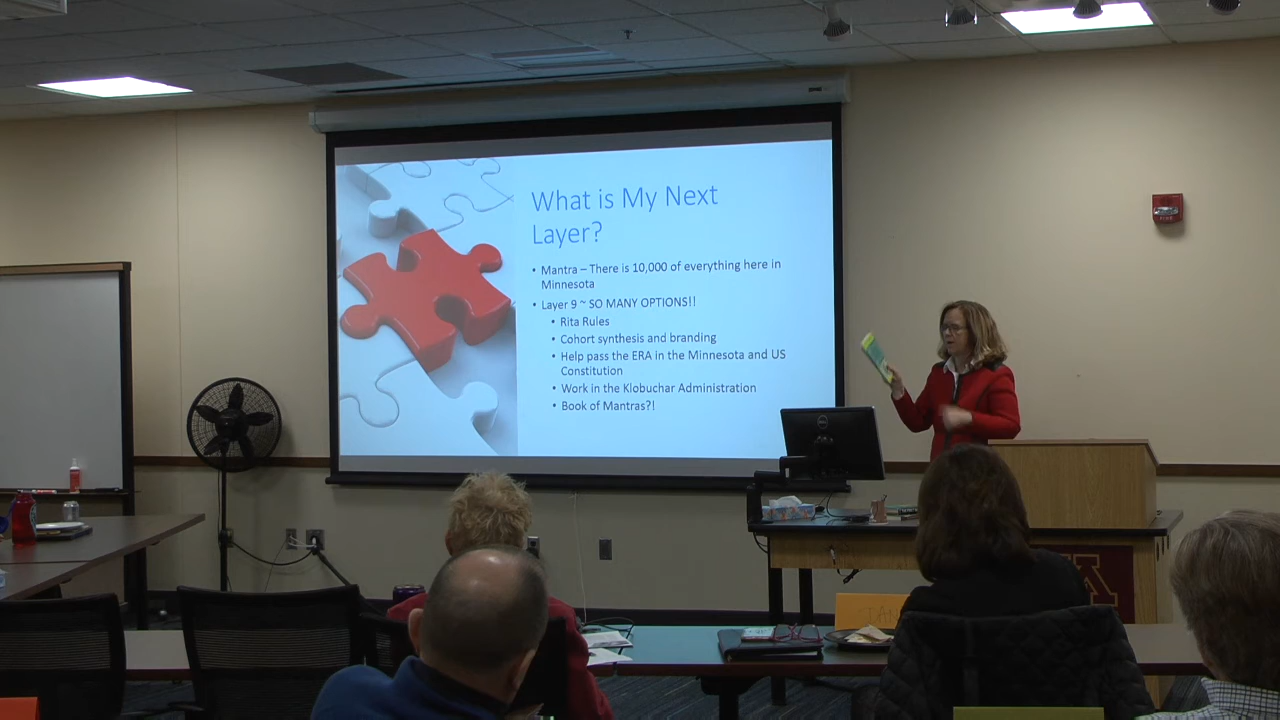 What is My Next
Layer?
• Mantra – There is 10,000 of everything here in
Minnesota
• Layer 9 ~ SO MANY OPTIONS!!
• Rita Rules
• Cohort synthesis and branding
• Help pass the ERA in the Minnesota and US
Constitution
• Work in the Klobuchar Administration
• Book of Mantras?!
FIRE
DELL